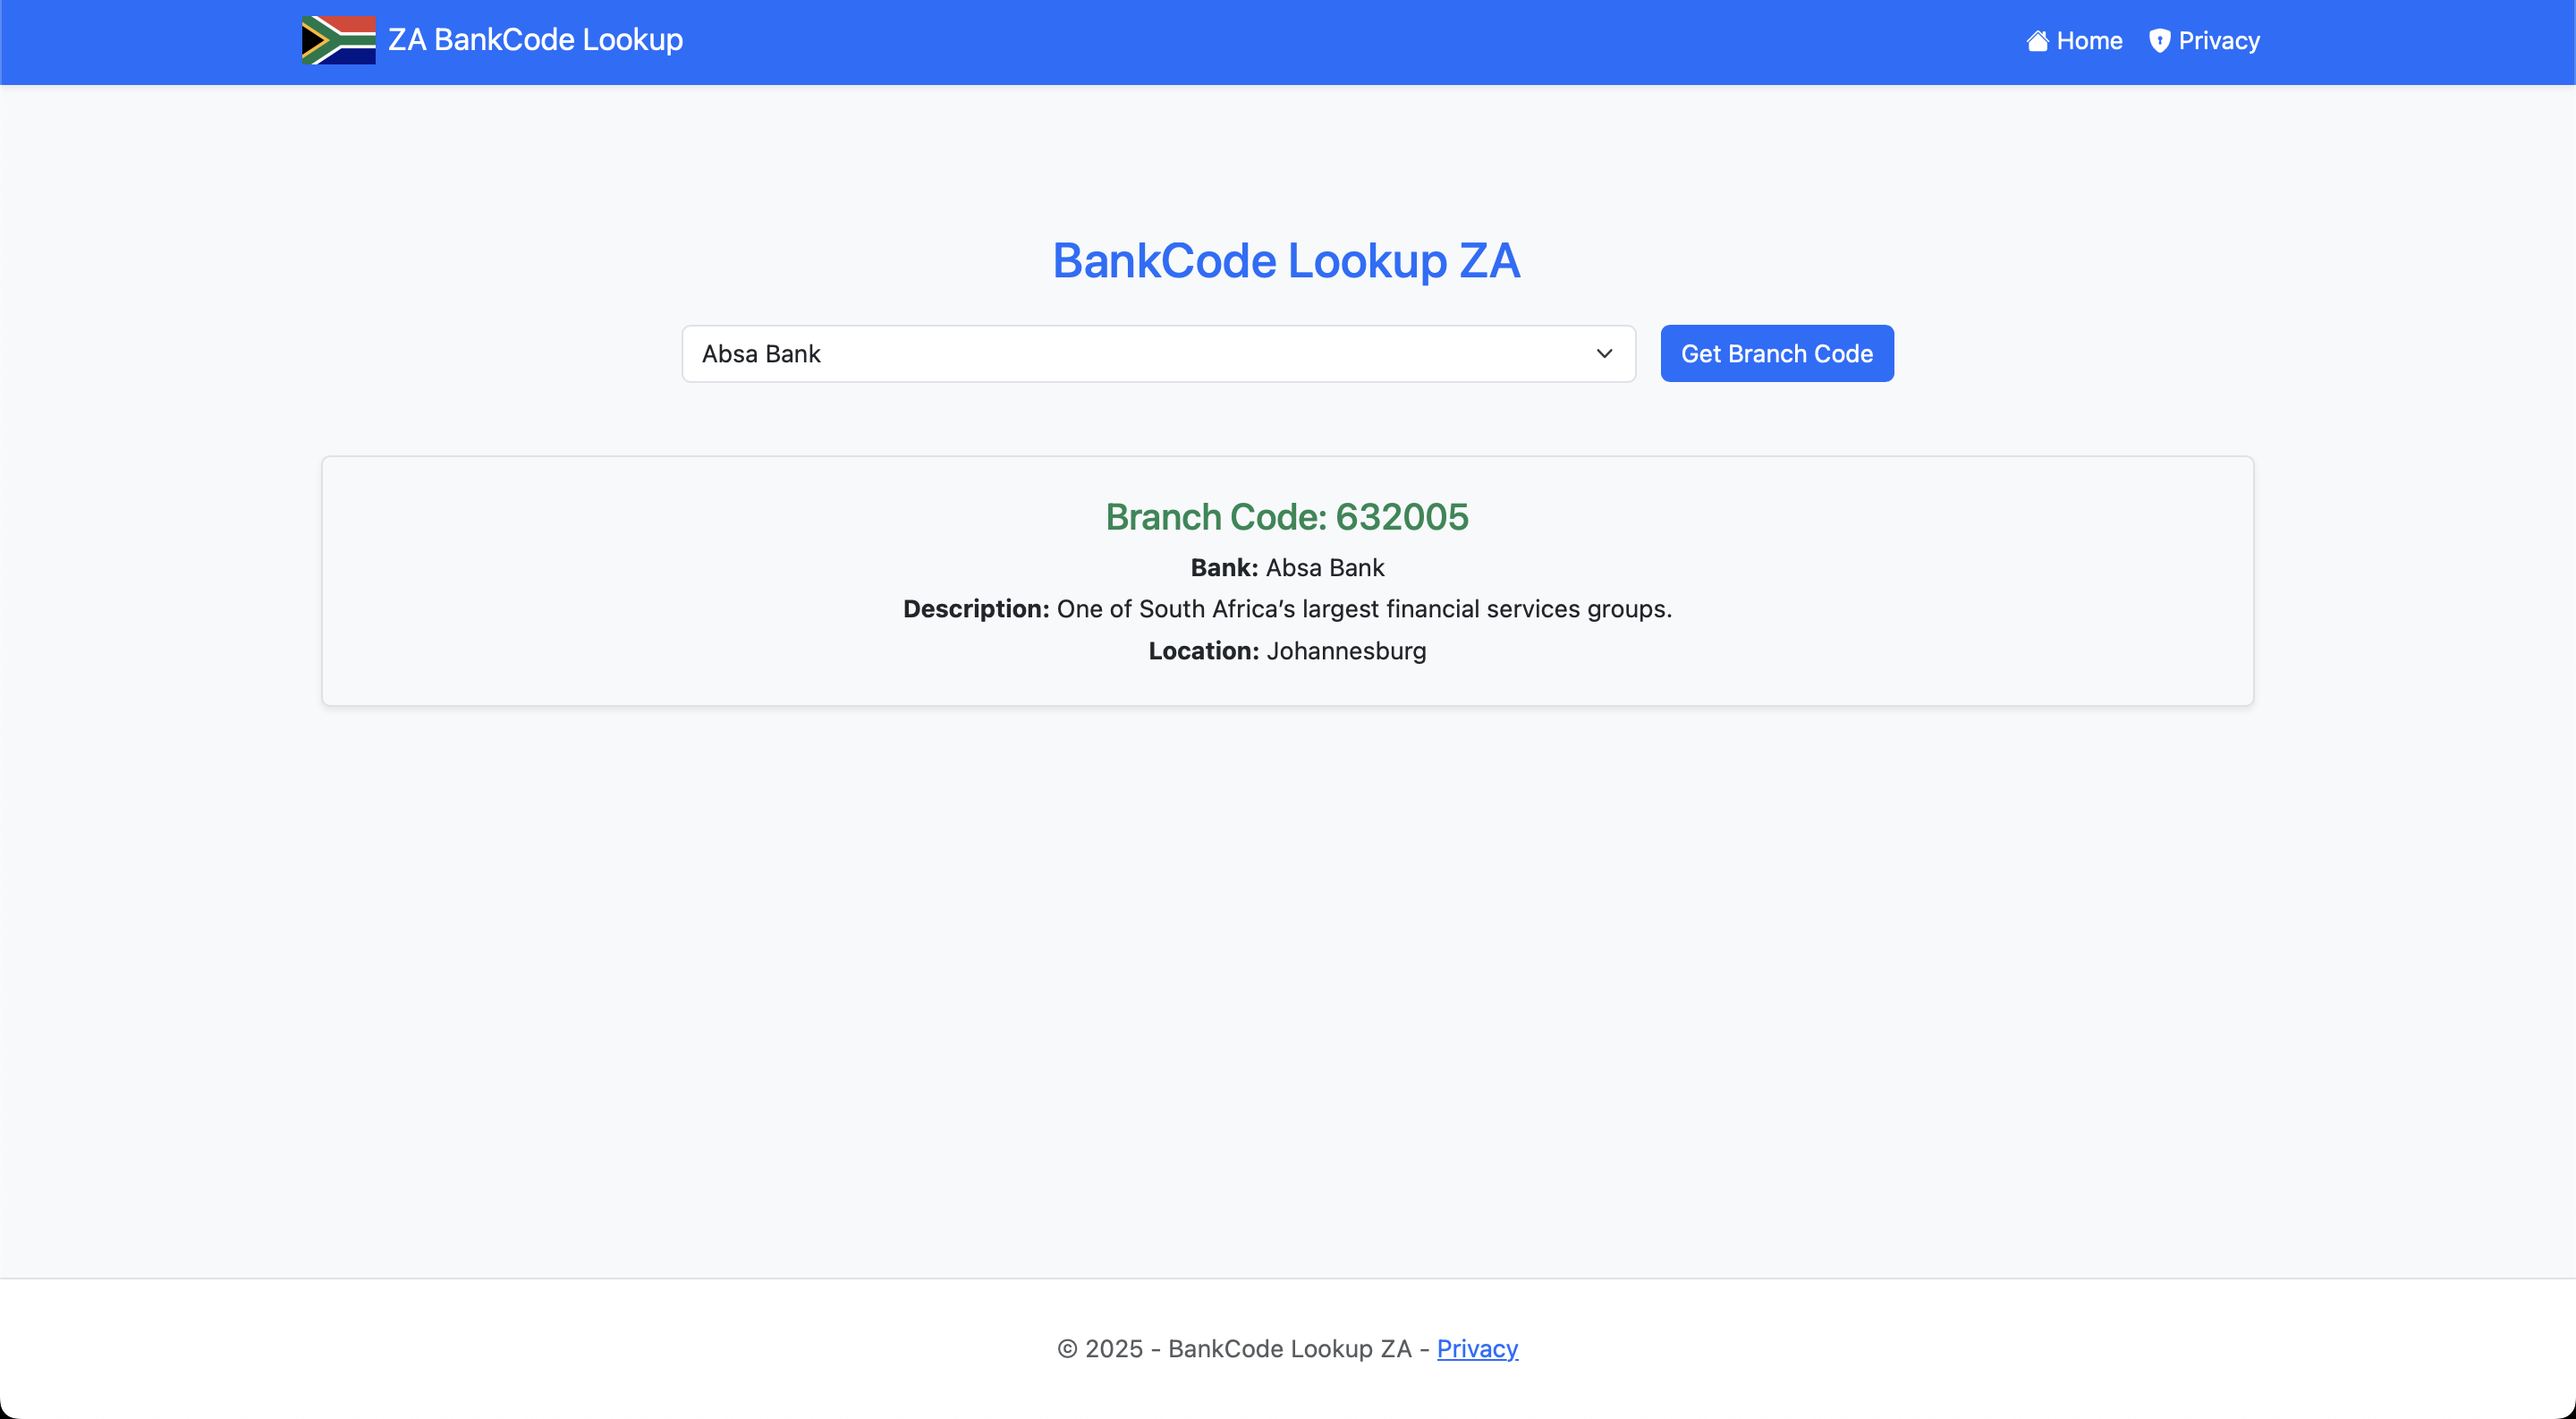 ZA BankCode Lookup
Home Privacy
BankCode Lookup ZA
Absa Bank
Get Branch Code
Branch Code: 632005
Bank: Absa Bank
Description: One of South Africa’s largest financial services groups.
Location: Johannesburg
© 2025 - BankCode Lookup ZA - Privacy